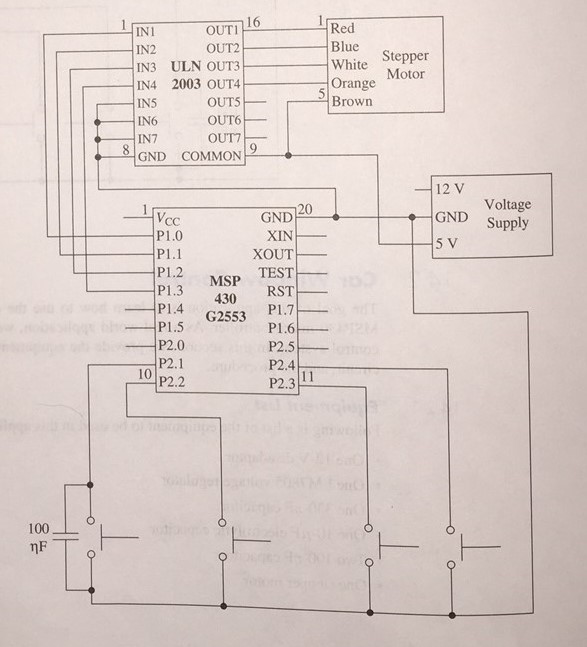 1
IN1
IN2
IN3
IN4
IN5
IN6
IN7
8
GND
ULN
2003
16
OUT1
OUT2
OUT3
OUT4
OUT5
OUT6
OUT7
COMMON
9
1
Red
Blue
White
Orange
5
Brown
Stepper
Motor
12 V
GND
5 V
Voltage
Supply
1
VCC
P1.0
P1.1
P1.2
P1.3
P1.4
P1.5
P2.0
P2.1
10
P2.2
MSP
430
G2553
20
GND
XIN
XOUT
TEST
RST
P1.7
P1.6
P2.5
P2.4
11
P2.3
100
ηF